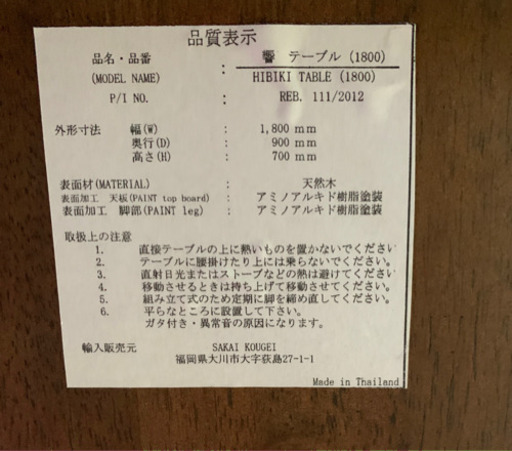 品質表示
品名・品番 : 響 テーブル (1800)
(MODEL NAME) HIBIKI TABLE (1800)
P/I NO. : REB. 111/2012
外形寸法 幅(W) : 1,800 mm
奥行(D) : 900 mm
高さ(H) : 700 mm
表面材(MATERIAL) : 天然木
表面加工 天板(PAINT top board) : アミノアルキド樹脂塗装
表面加工 脚部(PAINT leg) : アミノアルキド樹脂塗装
取扱上の注意
1. 直接テーブルの上に熱いものを置かないでください
2. テーブルに腰掛けたり上には乗らないでください。
3. 直射日光またはストーブなどの熱は避けてください
4. 移動させるときは持ち上げて移動させてください。
5. 組み立て式のため定期に脚を締め直してください。
6. 平らなところに設置して下さい。
ガタ付き・異常音の原因になります。
輸入販売元 SAKAI KOUGEI
福岡県大川市大字荻島27-1-1
Made in Thailand